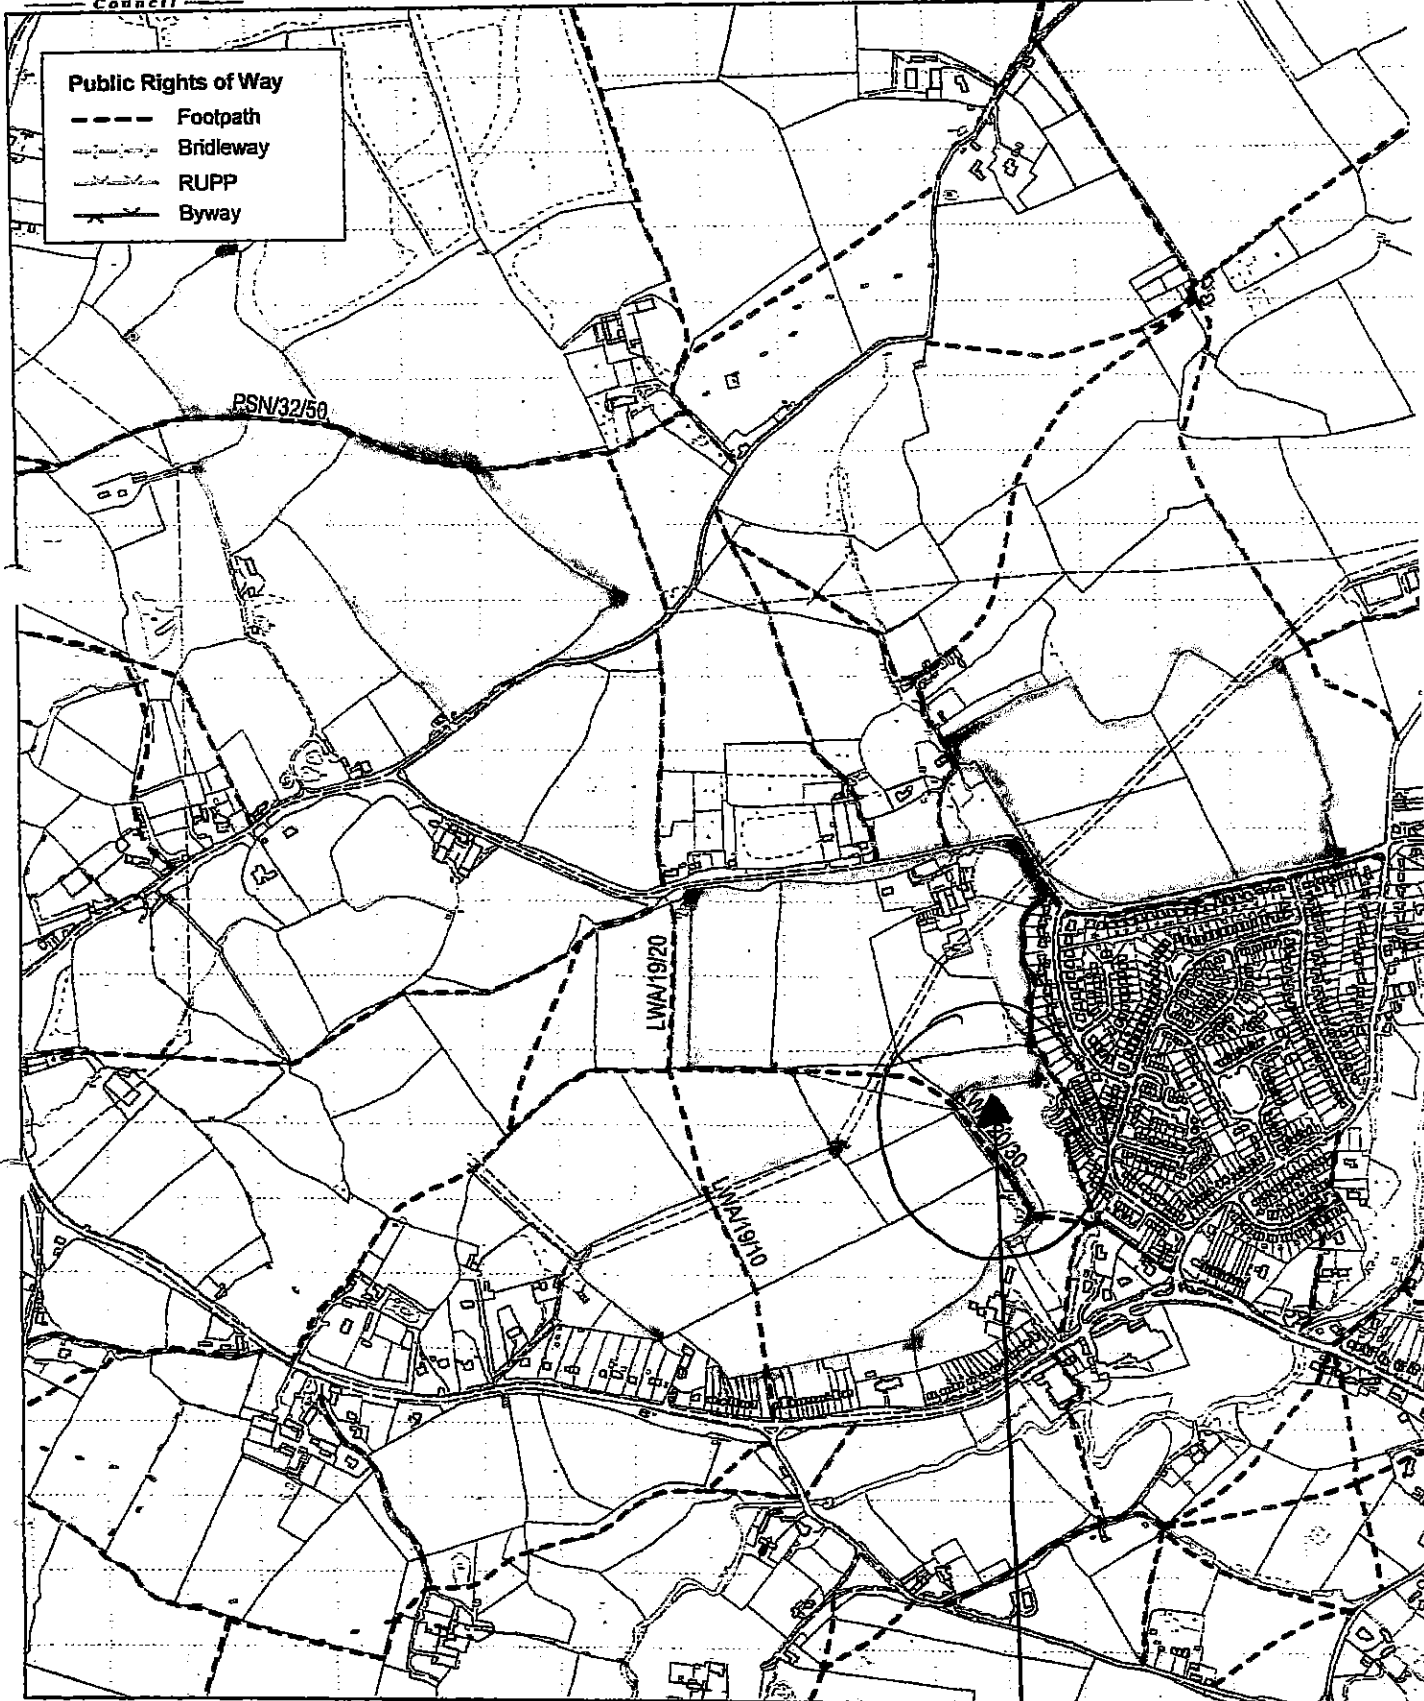 Council
Public Rights of Way
Footpath
Bridleway
RUPP
Byway
PSN/32/50
LWA/19/20
LWA/19/10